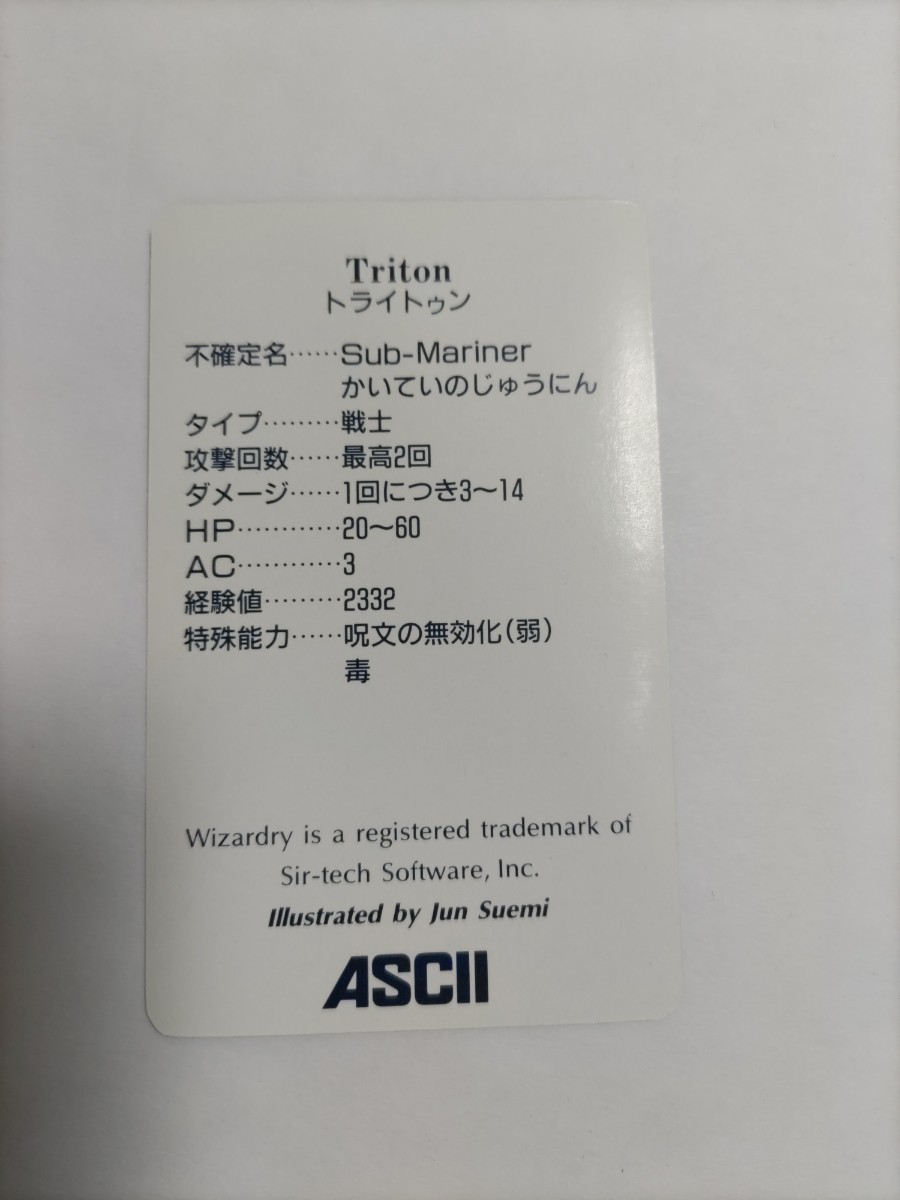 Triton
トライトゥン
不確定名……Sub-Mariner
かいていのじゅうにん
タイプ………戦士
攻撃回数……最高2回
ダメージ……1回につき3〜14
HP…………20〜60
AC…………3
経験値………2332
特殊能力……呪文の無効化(弱)
毒
Wizardry is a registered trademark of
Sir-tech Software, Inc.
Illustrated by Jun Suemi
ASCII